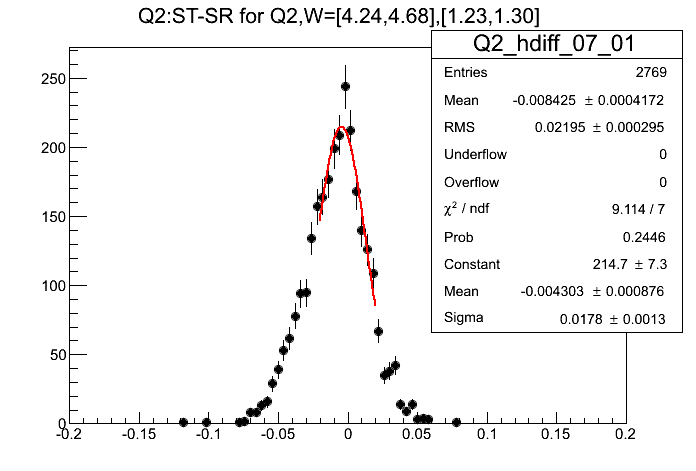 Q2:ST-SR for Q2,W=[4.24,4.68],[1.23,1.30]
Q2_hdiff_07_01
Entries 2769
Mean -0.008425 ± 0.0004172
RMS 0.02195 ± 0.000295
Underflow 0
Overflow 0
χ² / ndf 9.114 / 7
Prob 0.2446
Constant 214.7 ± 7.3
Mean -0.004303 ± 0.000876
Sigma 0.0178 ± 0.0013
250
200
150
100
50
0
-0.2 -0.15 -0.1 -0.05 0 0.05 0.1 0.15 0.2